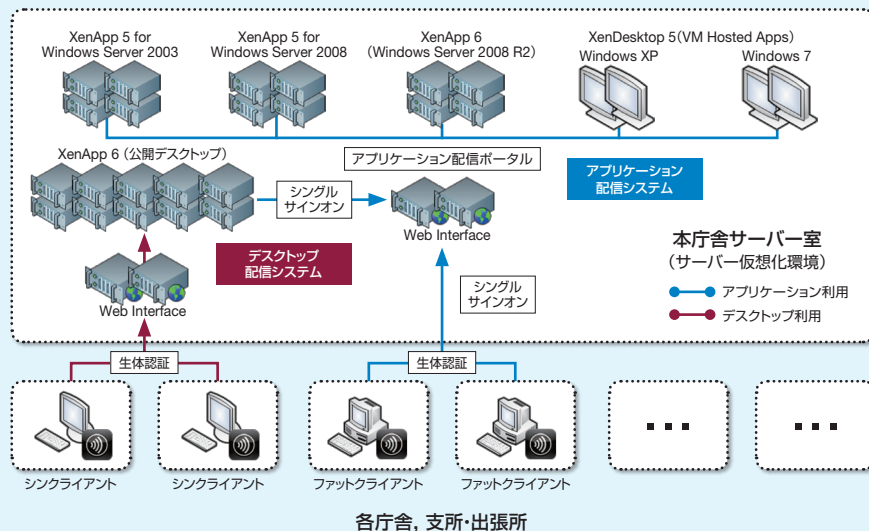 XenApp 5 for
Windows Server 2003
XenApp 5 for
Windows Server 2008
XenApp 6
(Windows Server 2008 R2)
XenDesktop 5(VM Hosted Apps)
Windows XP
Windows 7
XenApp 6 (公開デスクトップ)
アプリケーション配信ポータル
アプリケーション
配信システム
シングル
サインオン
Web Interface
デスクトップ
配信システム
本庁舎サーバー室
(サーバー仮想化環境)
Web Interface
シングル
サインオン
アプリケーション利用
デスクトップ利用
生体認証
生体認証
シンクライアント
シンクライアント
ファットクライアント
ファットクライアント
各庁舎, 支所・出張所